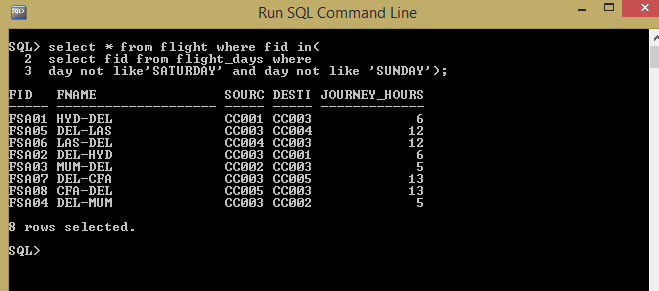 Run SQL Command Line
SQL> select * from flight where fid in(
2 select fid from flight_days where
3 day not like'SATURDAY' and day not like 'SUNDAY');
FID FNAME SOURC DESTI JOURNEY_HOURS
----- -------------------- ----- ----- -------------
FSA01 HYD-DEL CC001 CC003 6
FSA05 DEL-LAS CC003 CC004 12
FSA06 LAS-DEL CC004 CC003 12
FSA02 DEL-HYD CC003 CC001 6
FSA03 MUM-DEL CC002 CC003 5
FSA07 DEL-CFA CC003 CC005 13
FSA08 CFA-DEL CC005 CC003 13
FSA04 DEL-MUM CC003 CC002 5
8 rows selected.
SQL>